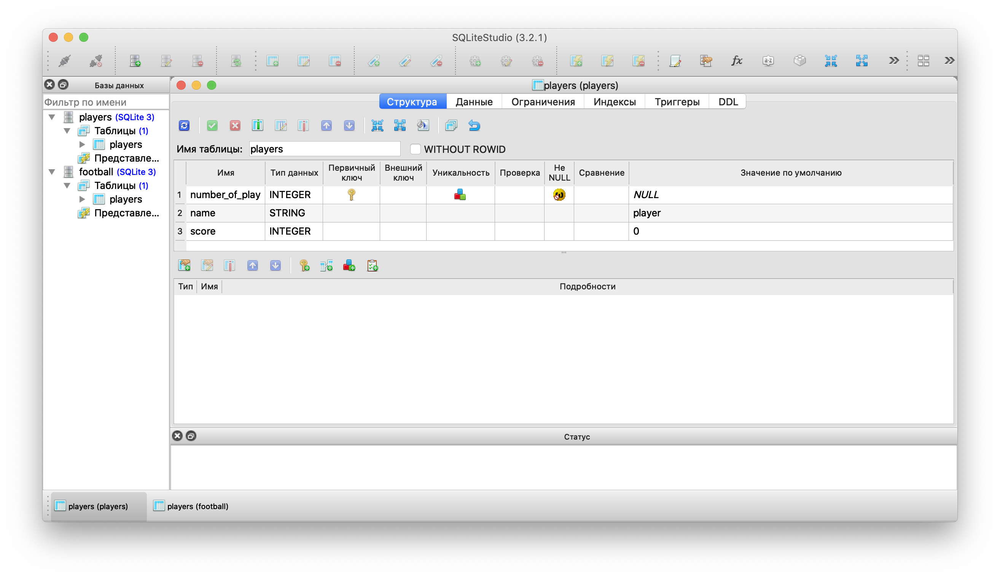 SQLiteStudio (3.2.1)
Базы данных
Фильтр по имени
players (SQLite 3)
Таблицы (1)
players
Представле...
football (SQLite 3)
Таблицы (1)
players
Представле...
players (players)
Структура Данные Ограничения Индексы Триггеры DDL
Имя таблицы: players WITHOUT ROWID
Имя Тип данных Первичный ключ Внешний ключ Уникальность Проверка Не NULL Сравнение Значение по умолчанию
1 number_of_play INTEGER NULL
2 name STRING player
3 score INTEGER 0
Тип Имя Подробности
Статус
players (players) players (football)